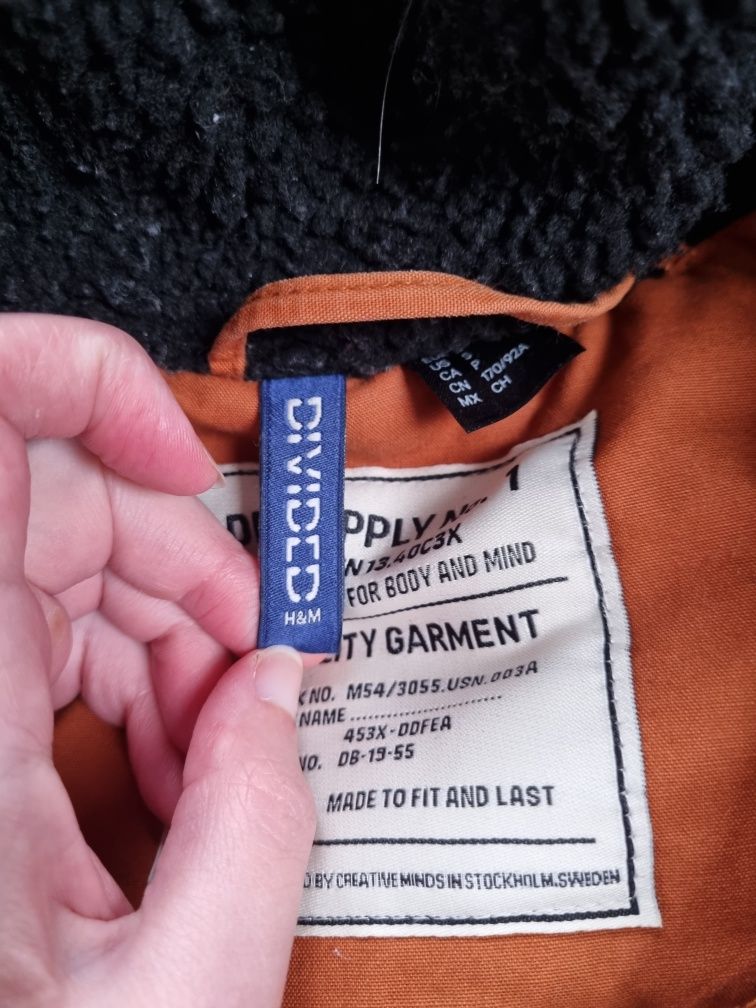 DIVIDED
H&M
US P
CA
CN 170/92A
MX CH
1
PPLY
N13.40C3X
FOR BODY AND MIND
ITY GARMENT
NO. M54/3055.USN.003A
NAME....................
453X-DDFEA
NO. DB-19-55
MADE TO FIT AND LAST
BY CREATIVE MINDS IN STOCKHOLM.SWEDEN